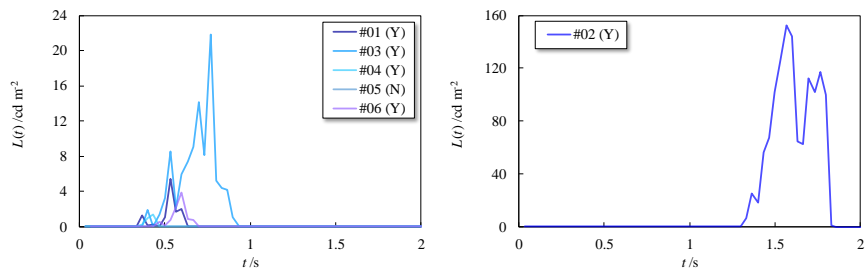 24
20
16
12
8
4
0
L(t) /cd m-2
0
0.5
1
1.5
2
t /s
#01 (Y)
#03 (Y)
#04 (Y)
#05 (N)
#06 (Y)
160
120
80
40
0
L(t) /cd m-2
0
0.5
1
1.5
2
t /s
#02 (Y)